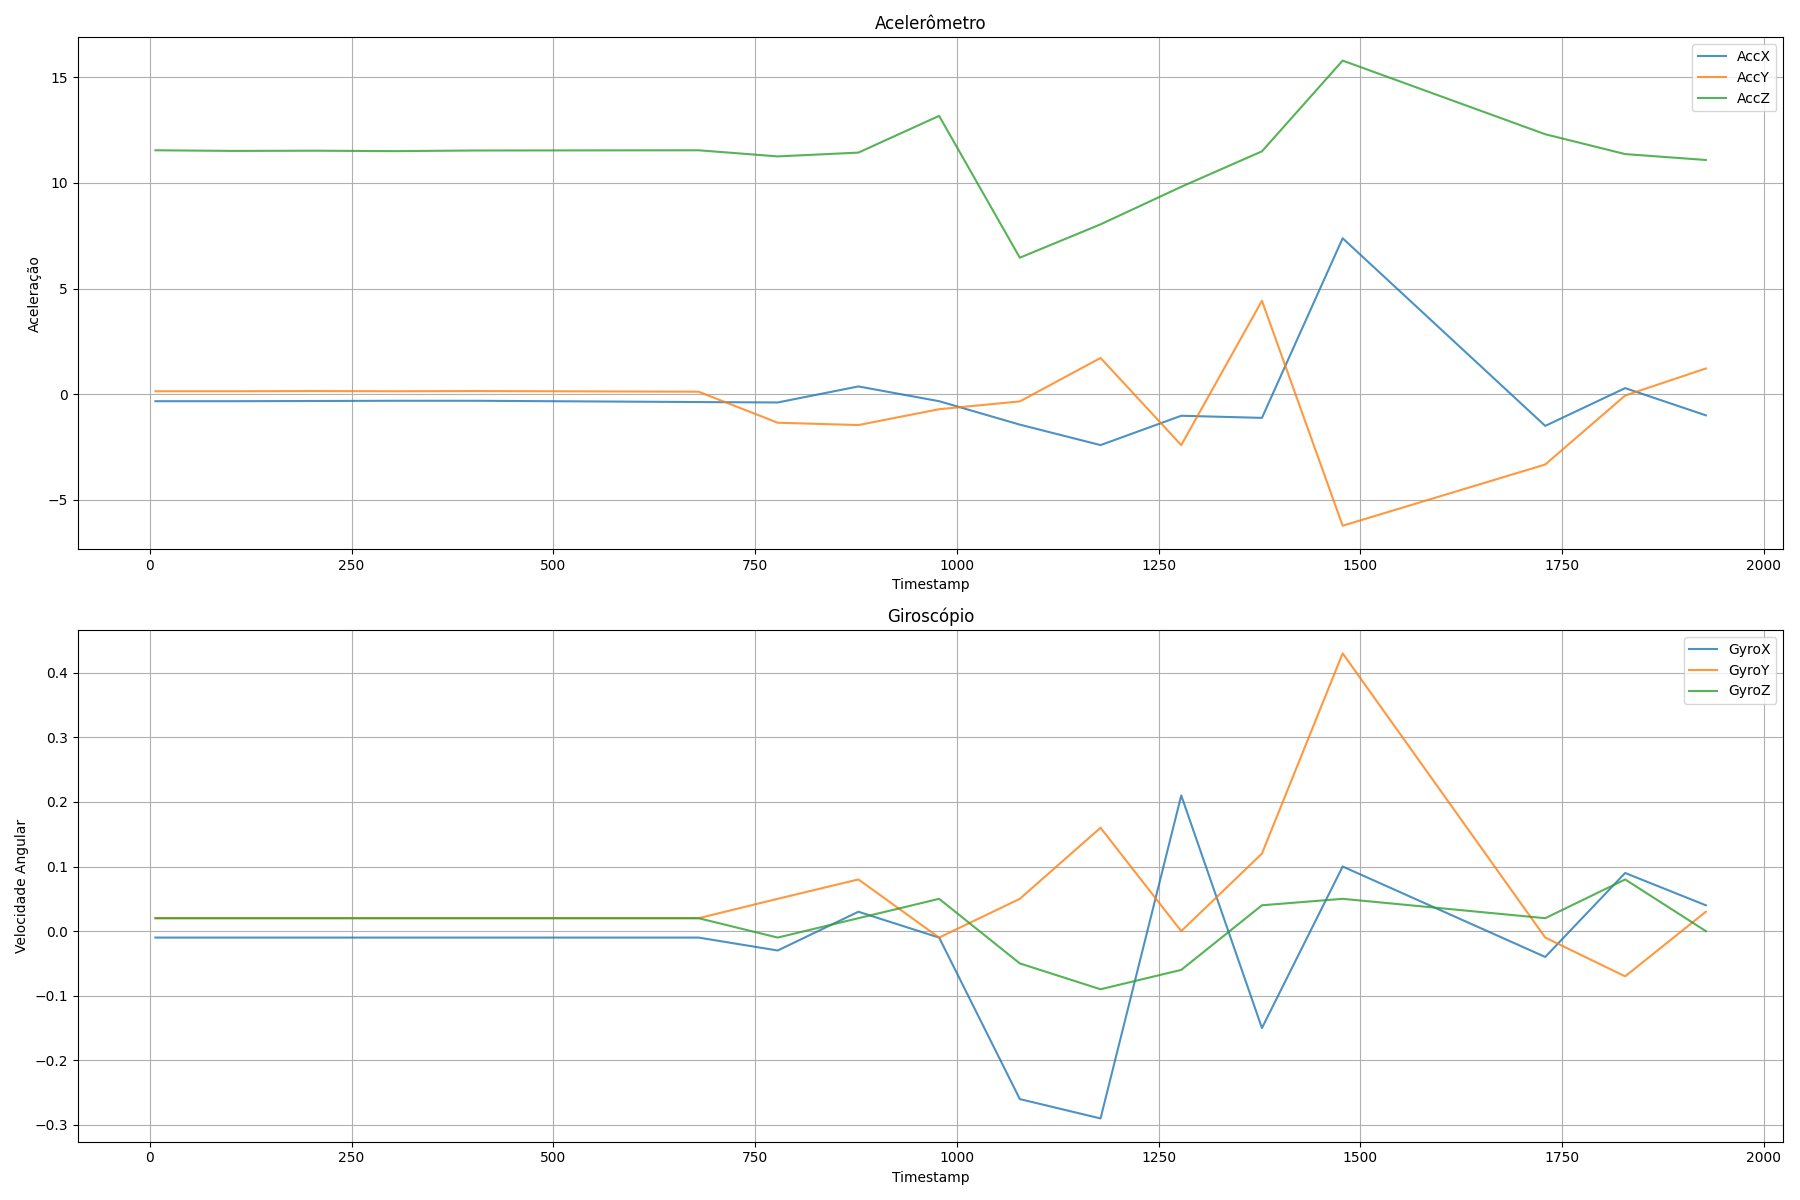 Acelerômetro
15
10
5
0
−5
Aceleração
AccX
AccY
AccZ
0 250 500 750 1000 1250 1500 1750 2000
Timestamp
Giroscópio
0.4
0.3
0.2
0.1
0.0
−0.1
−0.2
−0.3
Velocidade Angular
GyroX
GyroY
GyroZ
0 250 500 750 1000 1250 1500 1750 2000
Timestamp